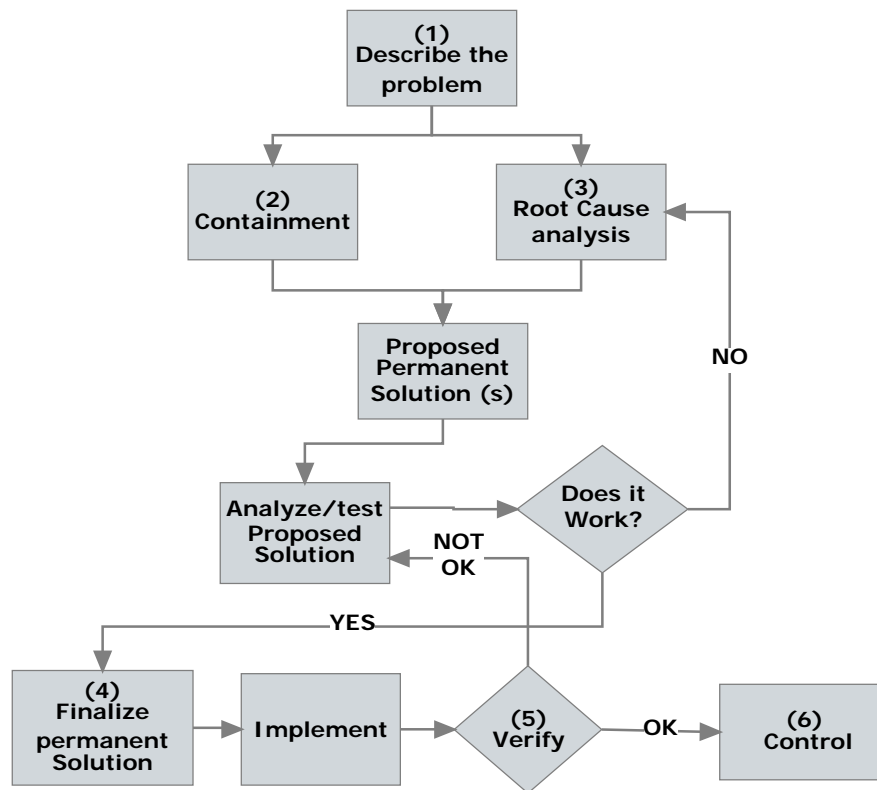 (1)
Describe the
problem
(2)
Containment
(3)
Root Cause
analysis
Proposed
Permanent
Solution (s)
NO
Analyze/test
Proposed
Solution
Does it
Work?
NOT
OK
YES
(4)
Finalize
permanent
Solution
Implement
(5)
Verify
OK
(6)
Control